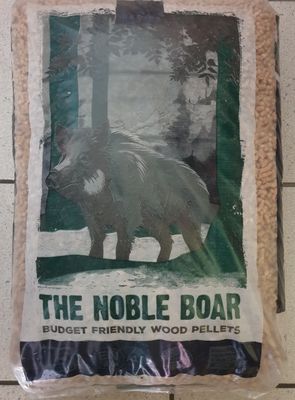 THE NOBLE BOAR
BUDGET FRIENDLY WOOD PELLETS